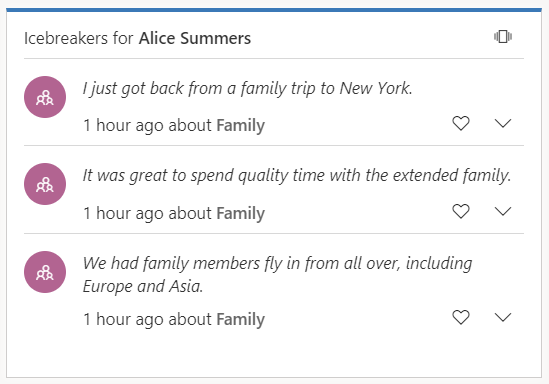 Icebreakers for Alice Summers
I just got back from a family trip to New York.
1 hour ago about Family
It was great to spend quality time with the extended family.
1 hour ago about Family
We had family members fly in from all over, including
Europe and Asia.
1 hour ago about Family